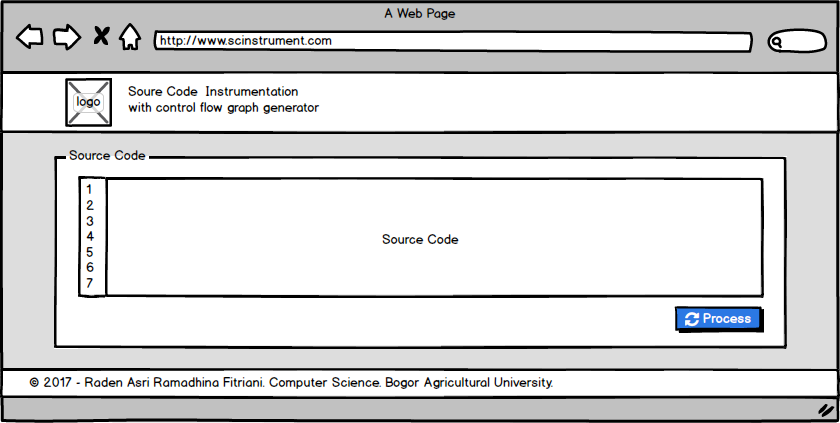 A Web Page
http://www.scinstrument.com
logo
Soure Code Instrumentation
with control flow graph generator
Source Code
1
2
3
4
5
6
7
Source Code
Process
© 2017 - Raden Asri Ramadhina Fitriani. Computer Science. Bogor Agricultural University.